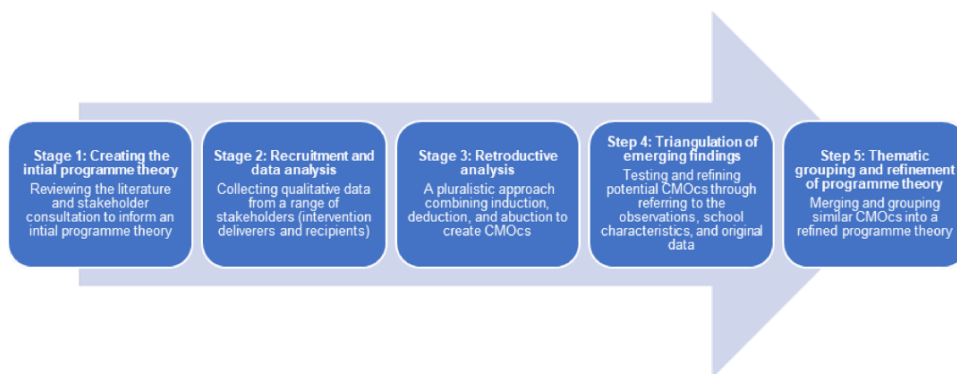 Stage 1: Creating the
intial programme theory
Reviewing the literature
and stakeholder
consultation to inform an
intial programme theory
Stage 2: Recruitment and
data analysis
Collecting qualitative data
from a range of
stakeholders (intervention
deliverers and recipients)
Stage 3: Retroductive
analysis
A pluralistic approach
combining induction,
deduction, and abuction to
create CMOcs
Step 4: Triangulation of
emerging findings
Testing and refining
potential CMOcs through
referring to the
observations, school
characteristics, and original
data
Step 5: Thematic
grouping and refinement
of programme theory
Merging and grouping
similar CMOcs into a
refined programme theory